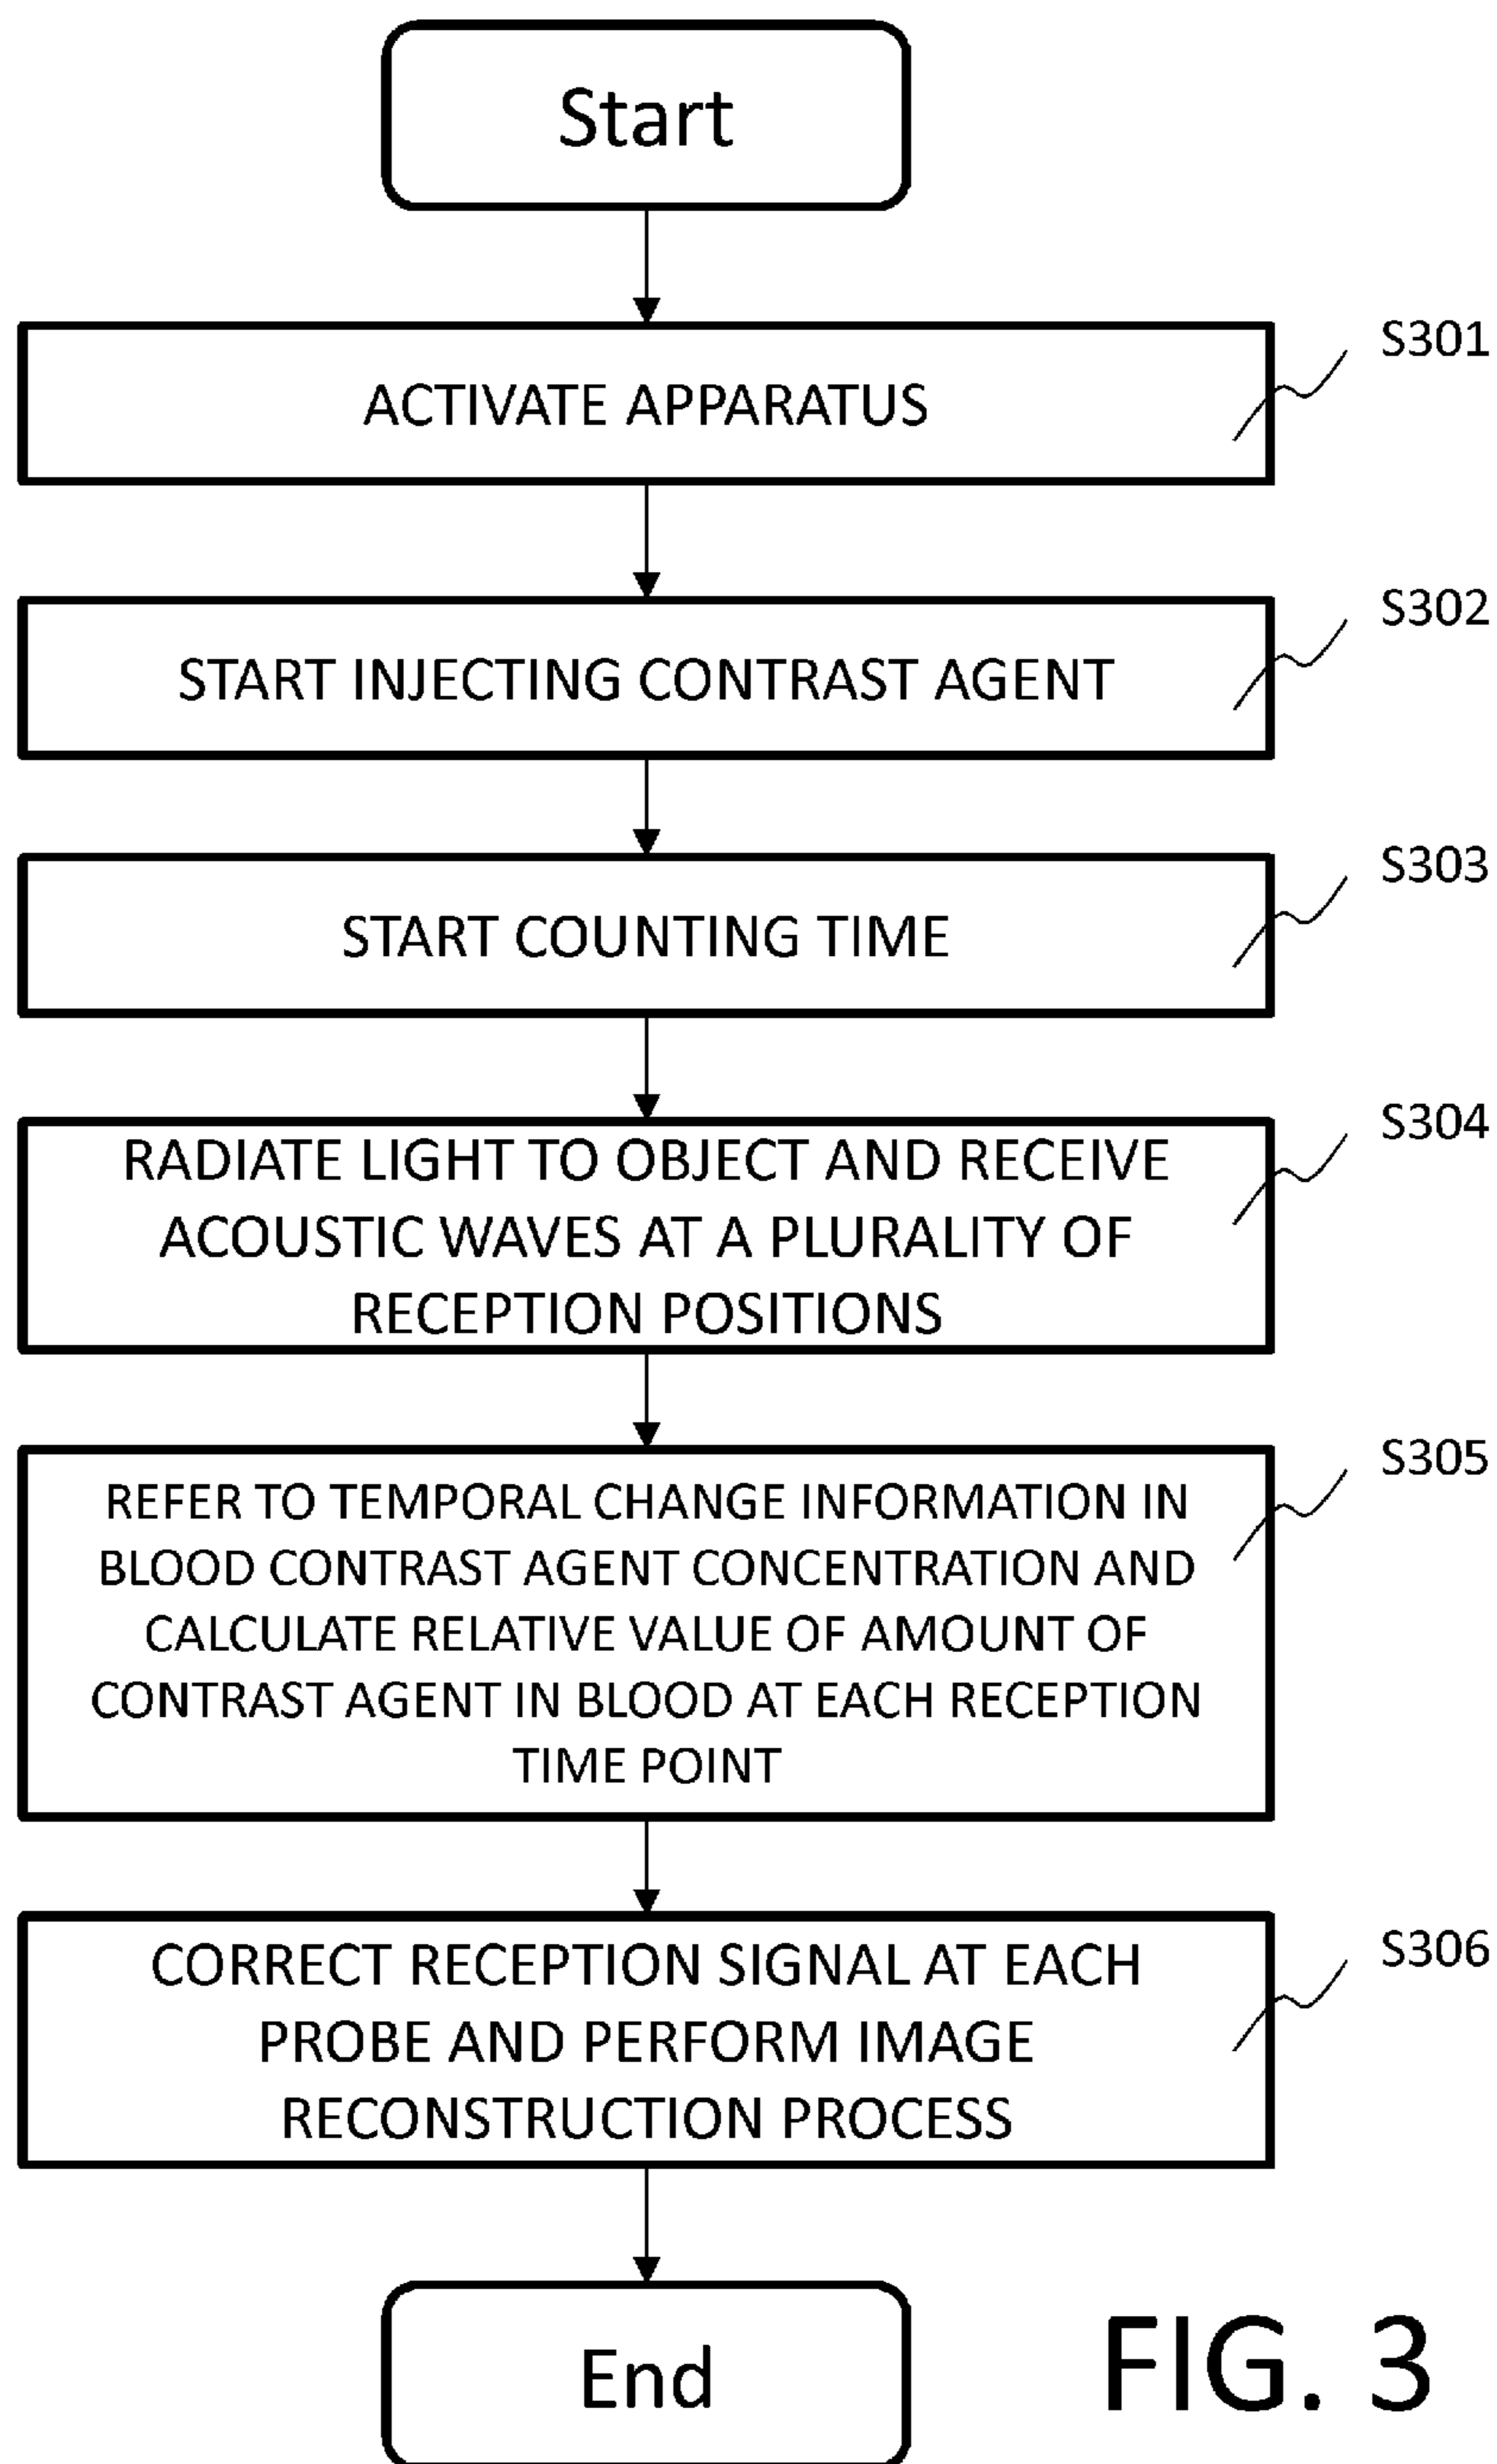 Start
S301
ACTIVATE APPARATUS
S302
START INJECTING CONTRAST AGENT
S303
START COUNTING TIME
S304
RADIATE LIGHT TO OBJECT AND RECEIVE
ACOUSTIC WAVES AT A PLURALITY OF
RECEPTION POSITIONS
S305
REFER TO TEMPORAL CHANGE INFORMATION IN
BLOOD CONTRAST AGENT CONCENTRATION AND
CALCULATE RELATIVE VALUE OF AMOUNT OF
CONTRAST AGENT IN BLOOD AT EACH RECEPTION
TIME POINT
S306
CORRECT RECEPTION SIGNAL AT EACH
PROBE AND PERFORM IMAGE
RECONSTRUCTION PROCESS
End
FIG. 3